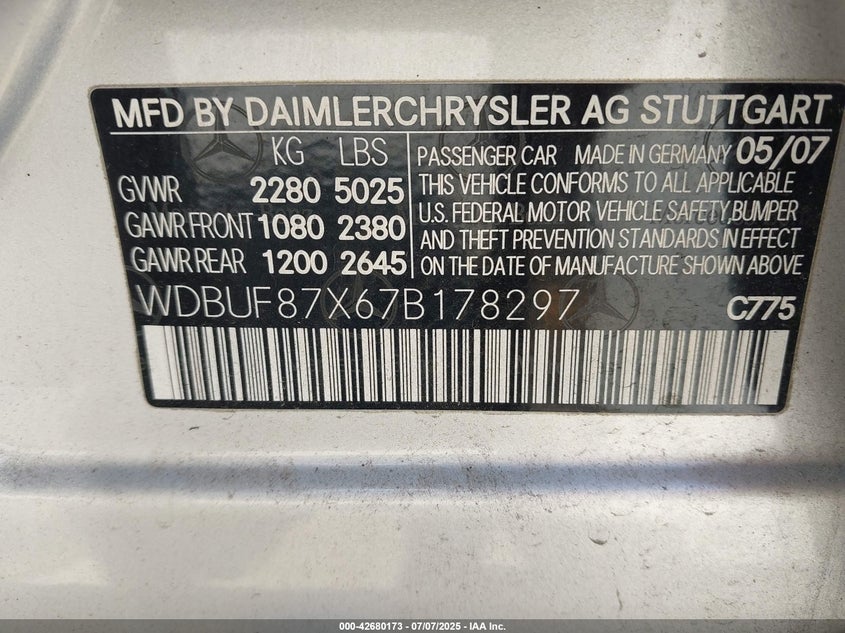 MFD BY DAIMLERCHRYSLER AG STUTTGART
KG LBS
GVWR 2280 5025
GAWR FRONT 1080 2380
GAWR REAR 1200 2645
PASSENGER CAR MADE IN GERMANY 05/07
THIS VEHICLE CONFORMS TO ALL APPLICABLE
U.S. FEDERAL MOTOR VEHICLE SAFETY, BUMPER
AND THEFT PREVENTION STANDARDS IN EFFECT
ON THE DATE OF MANUFACTURE SHOWN ABOVE
WDBUF87X67B178297 C775
000-42680173 - 07/07/2025 - IAA Inc.